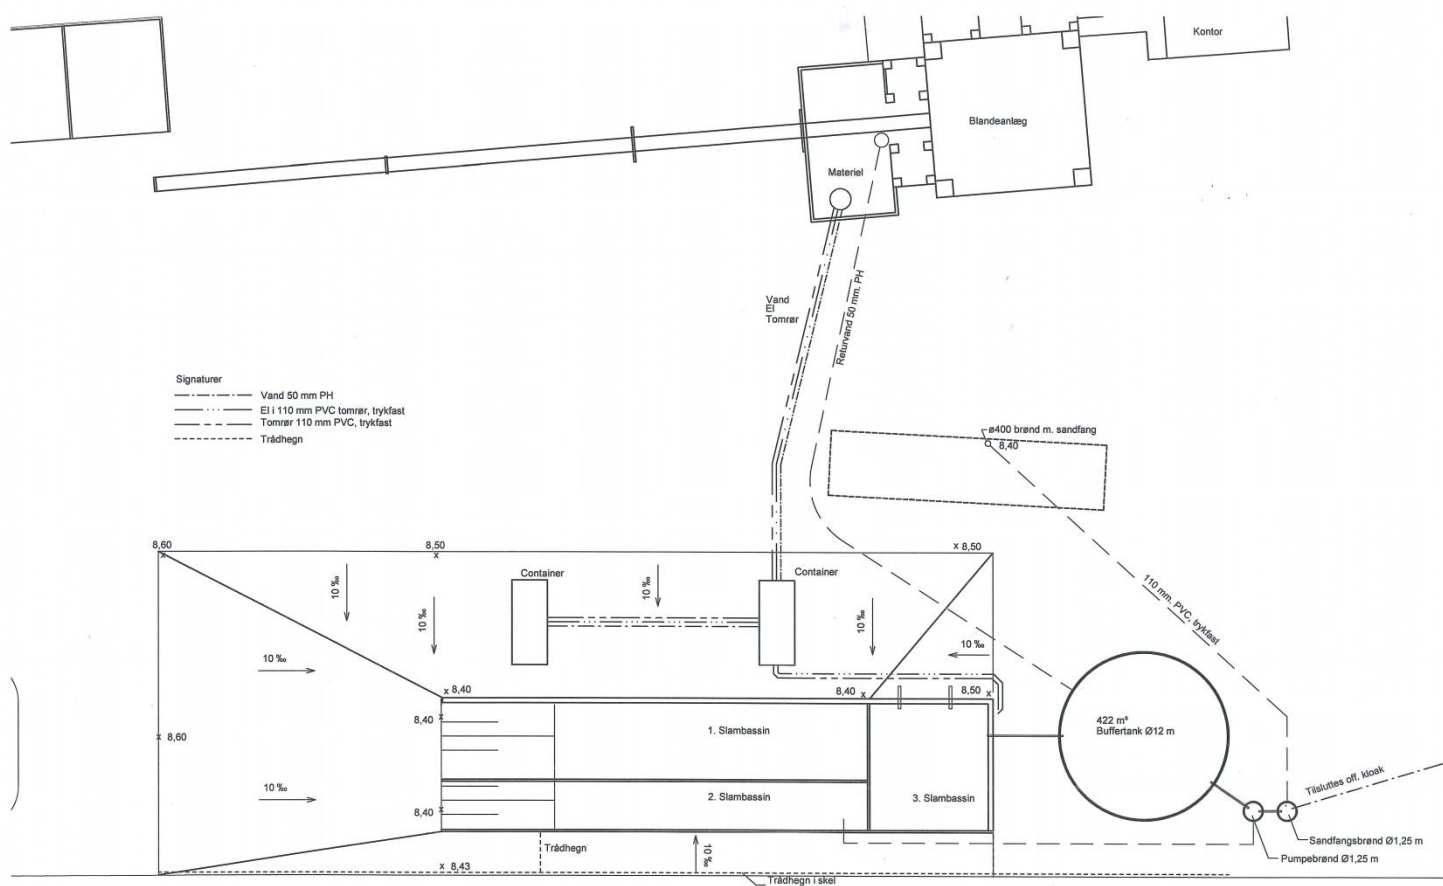 Kontor
Blandeanlæg
Materiel
Vand
El
Tomrør
Returvand 50 mm. PH
Signaturer
Vand 50 mm PH
El i 110 mm PVC tomrør, trykfast
Tomrør 110 mm PVC, trykfast
Trådhegn
ø400 brønd m. sandfang
8,40
8,60
8,50
8,50
Container
Container
10 ‰
10 ‰
10 ‰
10 ‰
10 ‰
10 ‰
110 mm. PVC, trykfast
8,40
8,40
8,50
8,40
8,60
1. Slambassin
422 m³
Buffertank Ø12 m
10 ‰
2. Slambassin
3. Slambassin
8,40
Tilsluttes off. kloak
Sandfangsbrønd Ø1,25 m
Pumpebrønd Ø1,25 m
Trådhegn
10 ‰
8,43
Trådhegn i skel